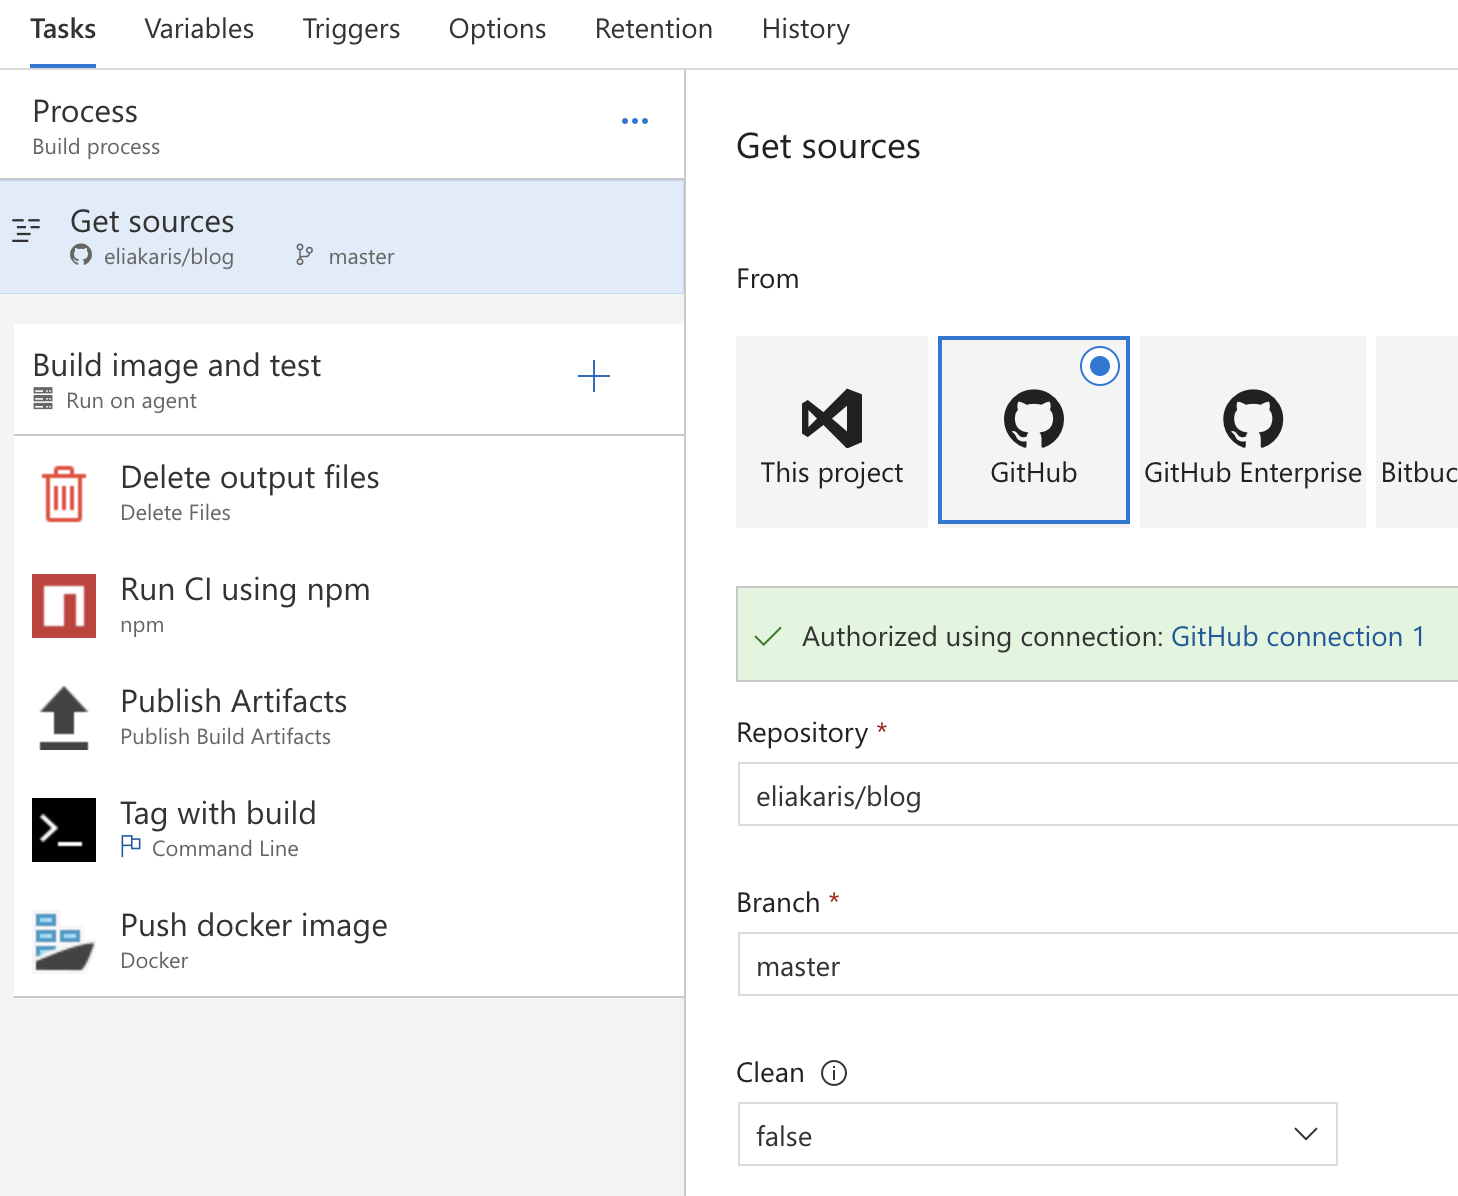 Tasks Variables Triggers Options Retention History
Process
Build process
Get sources
eliakaris/blog master
Build image and test
Run on agent
Delete output files
Delete Files
Run CI using npm
npm
Publish Artifacts
Publish Build Artifacts
Tag with build
Command Line
Push docker image
Docker
Get sources
From
This project
GitHub
GitHub Enterprise
Bitbuc
Authorized using connection: GitHub connection 1
Repository *
eliakaris/blog
Branch *
master
Clean
false